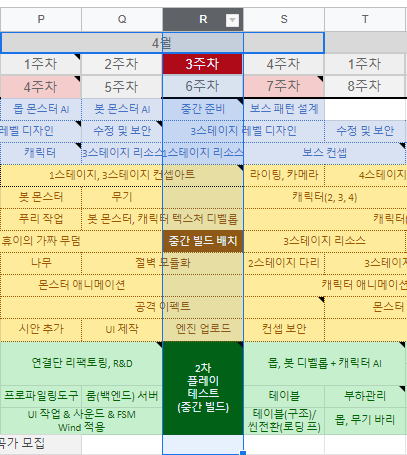 P Q R S T
4월
1주차 2주차 3주차 4주차 1주차
4주차 5주차 6주차 7주차 8주차
몹 몬스터 AI 봇 몬스터 AI 중간 준비 보스 패턴 설계
레벨 디자인 수정 및 보안 3스테이지 레벨 디자인 수정 및 보안
캐릭터 3스테이지 리소스 1스테이지 리소스 보스 컨셉
1스테이지, 3스테이지 컨셉아트 라이팅, 카메라 4스테이지
봇 몬스터 무기 캐릭터(2, 3, 4)
푸리 작업 봇 몬스터, 캐릭터 텍스처 디벨롭 캐릭터(
휴이의 가짜 무덤 중간 빌드 배치 3스테이지 리소스
나무 절벽 모듈화 2스테이지 다리 3스테이지
몬스터 애니메이션 캐릭터 애니메이션
공격 이펙트 몬스터
시안 추가 UI 제작 엔진 업로드 컨셉 보안
연결단 리팩토링, R&D 2차
플레이
테스트
(중간 빌드) 몹, 봇 디벨롭 + 캐릭터 AI
프로파일링도구 룸(백엔드) 서버 테이블 부하관리
UI 작업 & 사운드 & FSM
Wind 적용 테이블(구조)/
씬전환(로딩 프) 몹, 무기 바리
곡가 모집